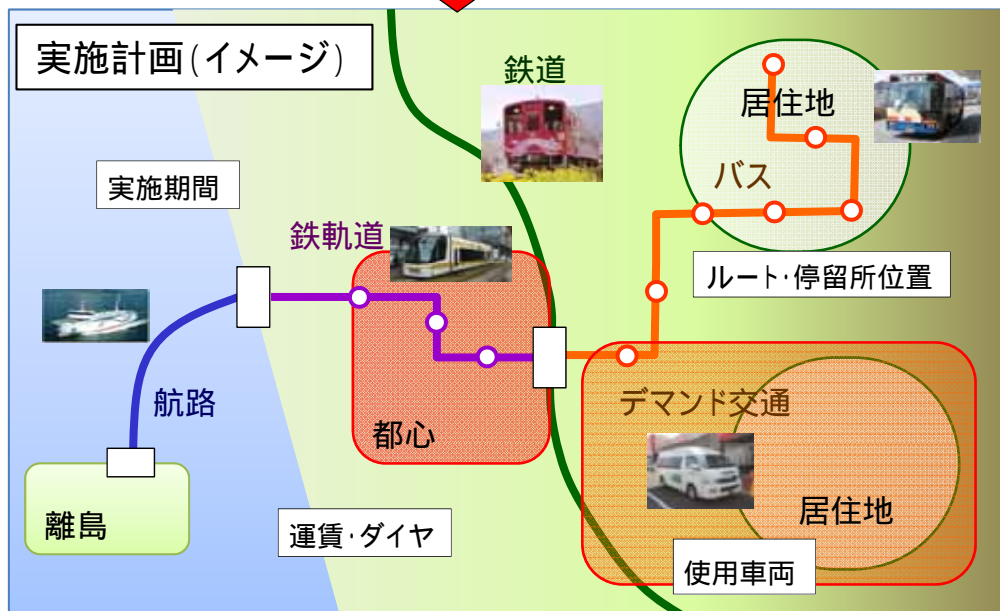 実施計画(イメージ)
鉄道
居住地
バス
実施期間
鉄軌道
ルート・停留所位置
航路
都心
デマンド交通
離島
居住地
運賃・ダイヤ
使用車両